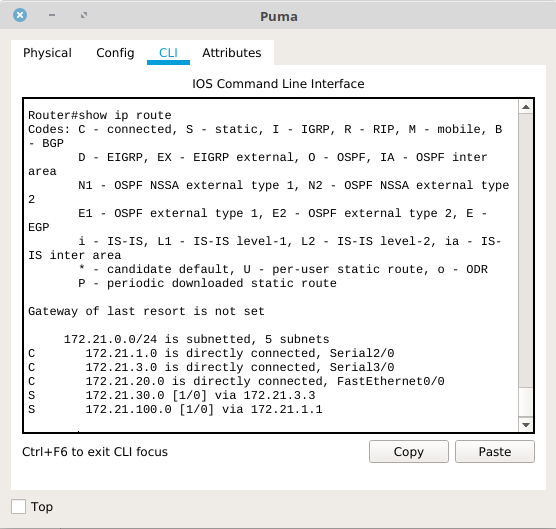 Puma
Physical Config CLI Attributes
IOS Command Line Interface
Router#show ip route
Codes: C - connected, S - static, I - IGRP, R - RIP, M - mobile, B
- BGP
       D - EIGRP, EX - EIGRP external, O - OSPF, IA - OSPF inter
area
       N1 - OSPF NSSA external type 1, N2 - OSPF NSSA external type
2
       E1 - OSPF external type 1, E2 - OSPF external type 2, E -
EGP
       i - IS-IS, L1 - IS-IS level-1, L2 - IS-IS level-2, ia - IS-
IS inter area
       * - candidate default, U - per-user static route, o - ODR
       P - periodic downloaded static route
Gateway of last resort is not set
     172.21.0.0/24 is subnetted, 5 subnets
C       172.21.1.0 is directly connected, Serial2/0
C       172.21.3.0 is directly connected, Serial3/0
C       172.21.20.0 is directly connected, FastEthernet0/0
S       172.21.30.0 [1/0] via 172.21.3.3
S       172.21.100.0 [1/0] via 172.21.1.1
Ctrl+F6 to exit CLI focus Copy Paste
Top